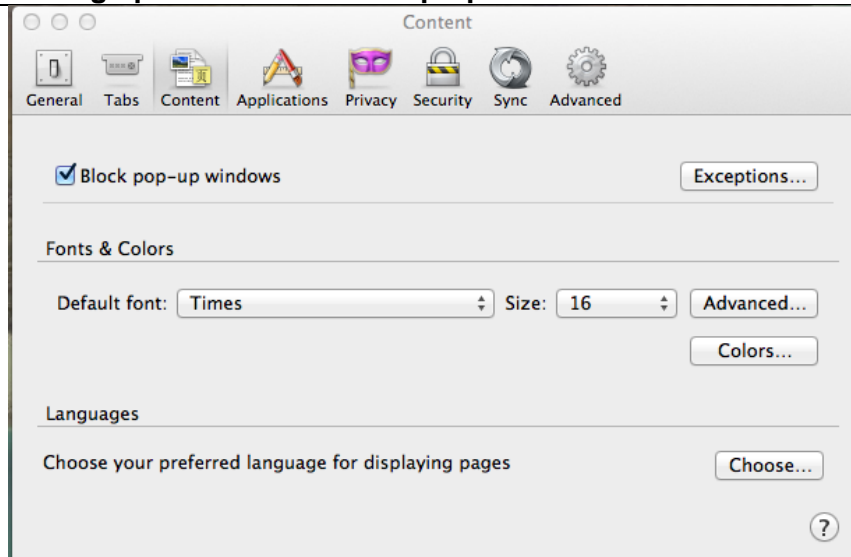 Content
General Tabs Content Applications Privacy Security Sync Advanced
Block pop-up windows Exceptions...
Fonts & Colors
Default font: Times Size: 16 Advanced...
Colors...
Languages
Choose your preferred language for displaying pages Choose...
?